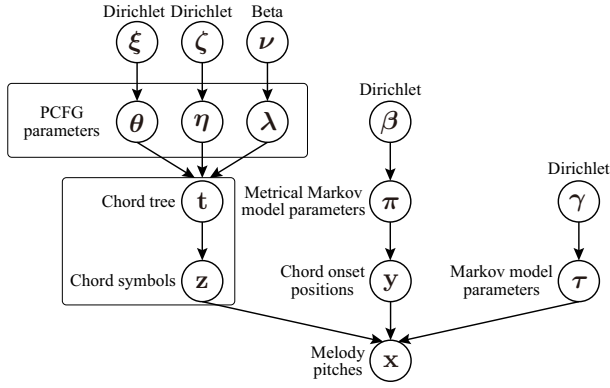 Dirichlet Dirichlet Beta
ξ ζ ν
PCFG
parameters
θ η λ
Dirichlet
β
Chord tree t
Metrical Markov
model parameters
π
Dirichlet
γ
Chord symbols z
Chord onset
positions
y
Markov model
parameters
τ
Melody
pitches
x